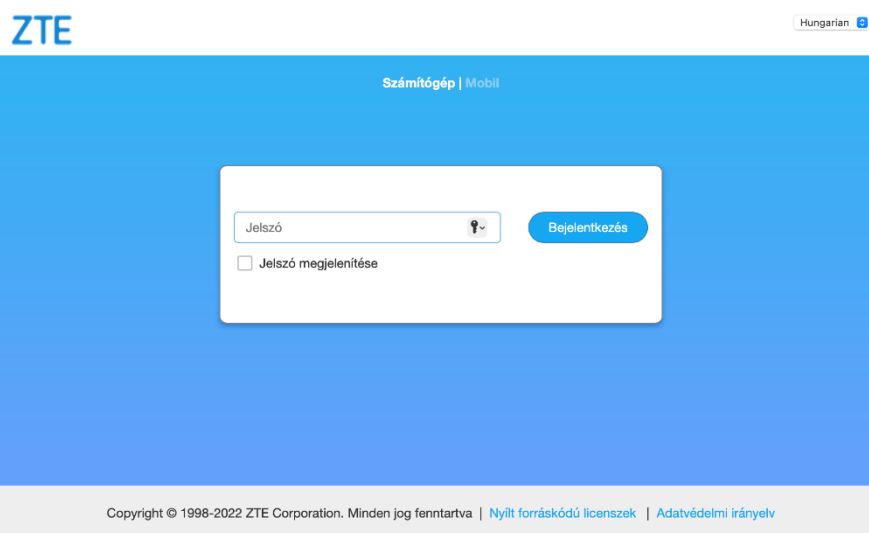 ZTE
Hungarian
Számítógép | Mobil
Jelszó
Bejelentkezés
Jelszó megjelenítése
Copyright © 1998-2022 ZTE Corporation. Minden jog fenntartva | Nyílt forráskódú licenszek | Adatvédelmi irányelv